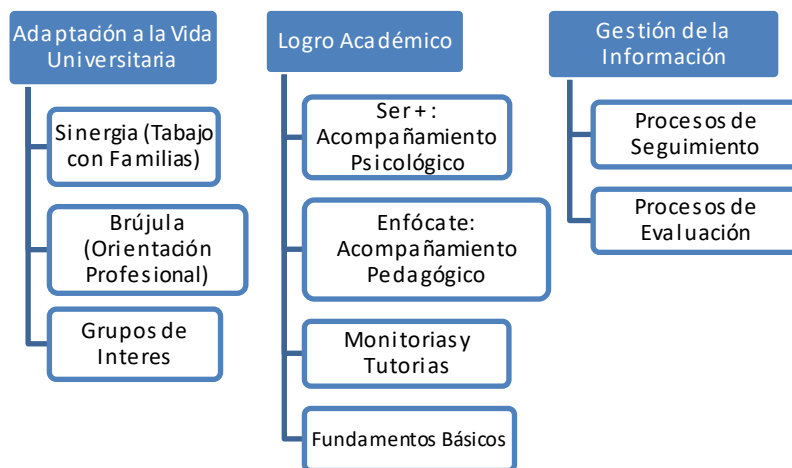 Adaptación a la Vida
Universitaria
Sinergia (Tabajo
con Familias)
Brújula
(Orientación
Profesional)
Grupos de
Interes
Logro Académico
Ser + :
Acompañamiento
Psicológico
Enfócate:
Acompañamiento
Pedagógico
Monitorias y
Tutorias
Fundamentos Básicos
Gestión de la
Información
Procesos de
Seguimiento
Procesos de
Evaluación